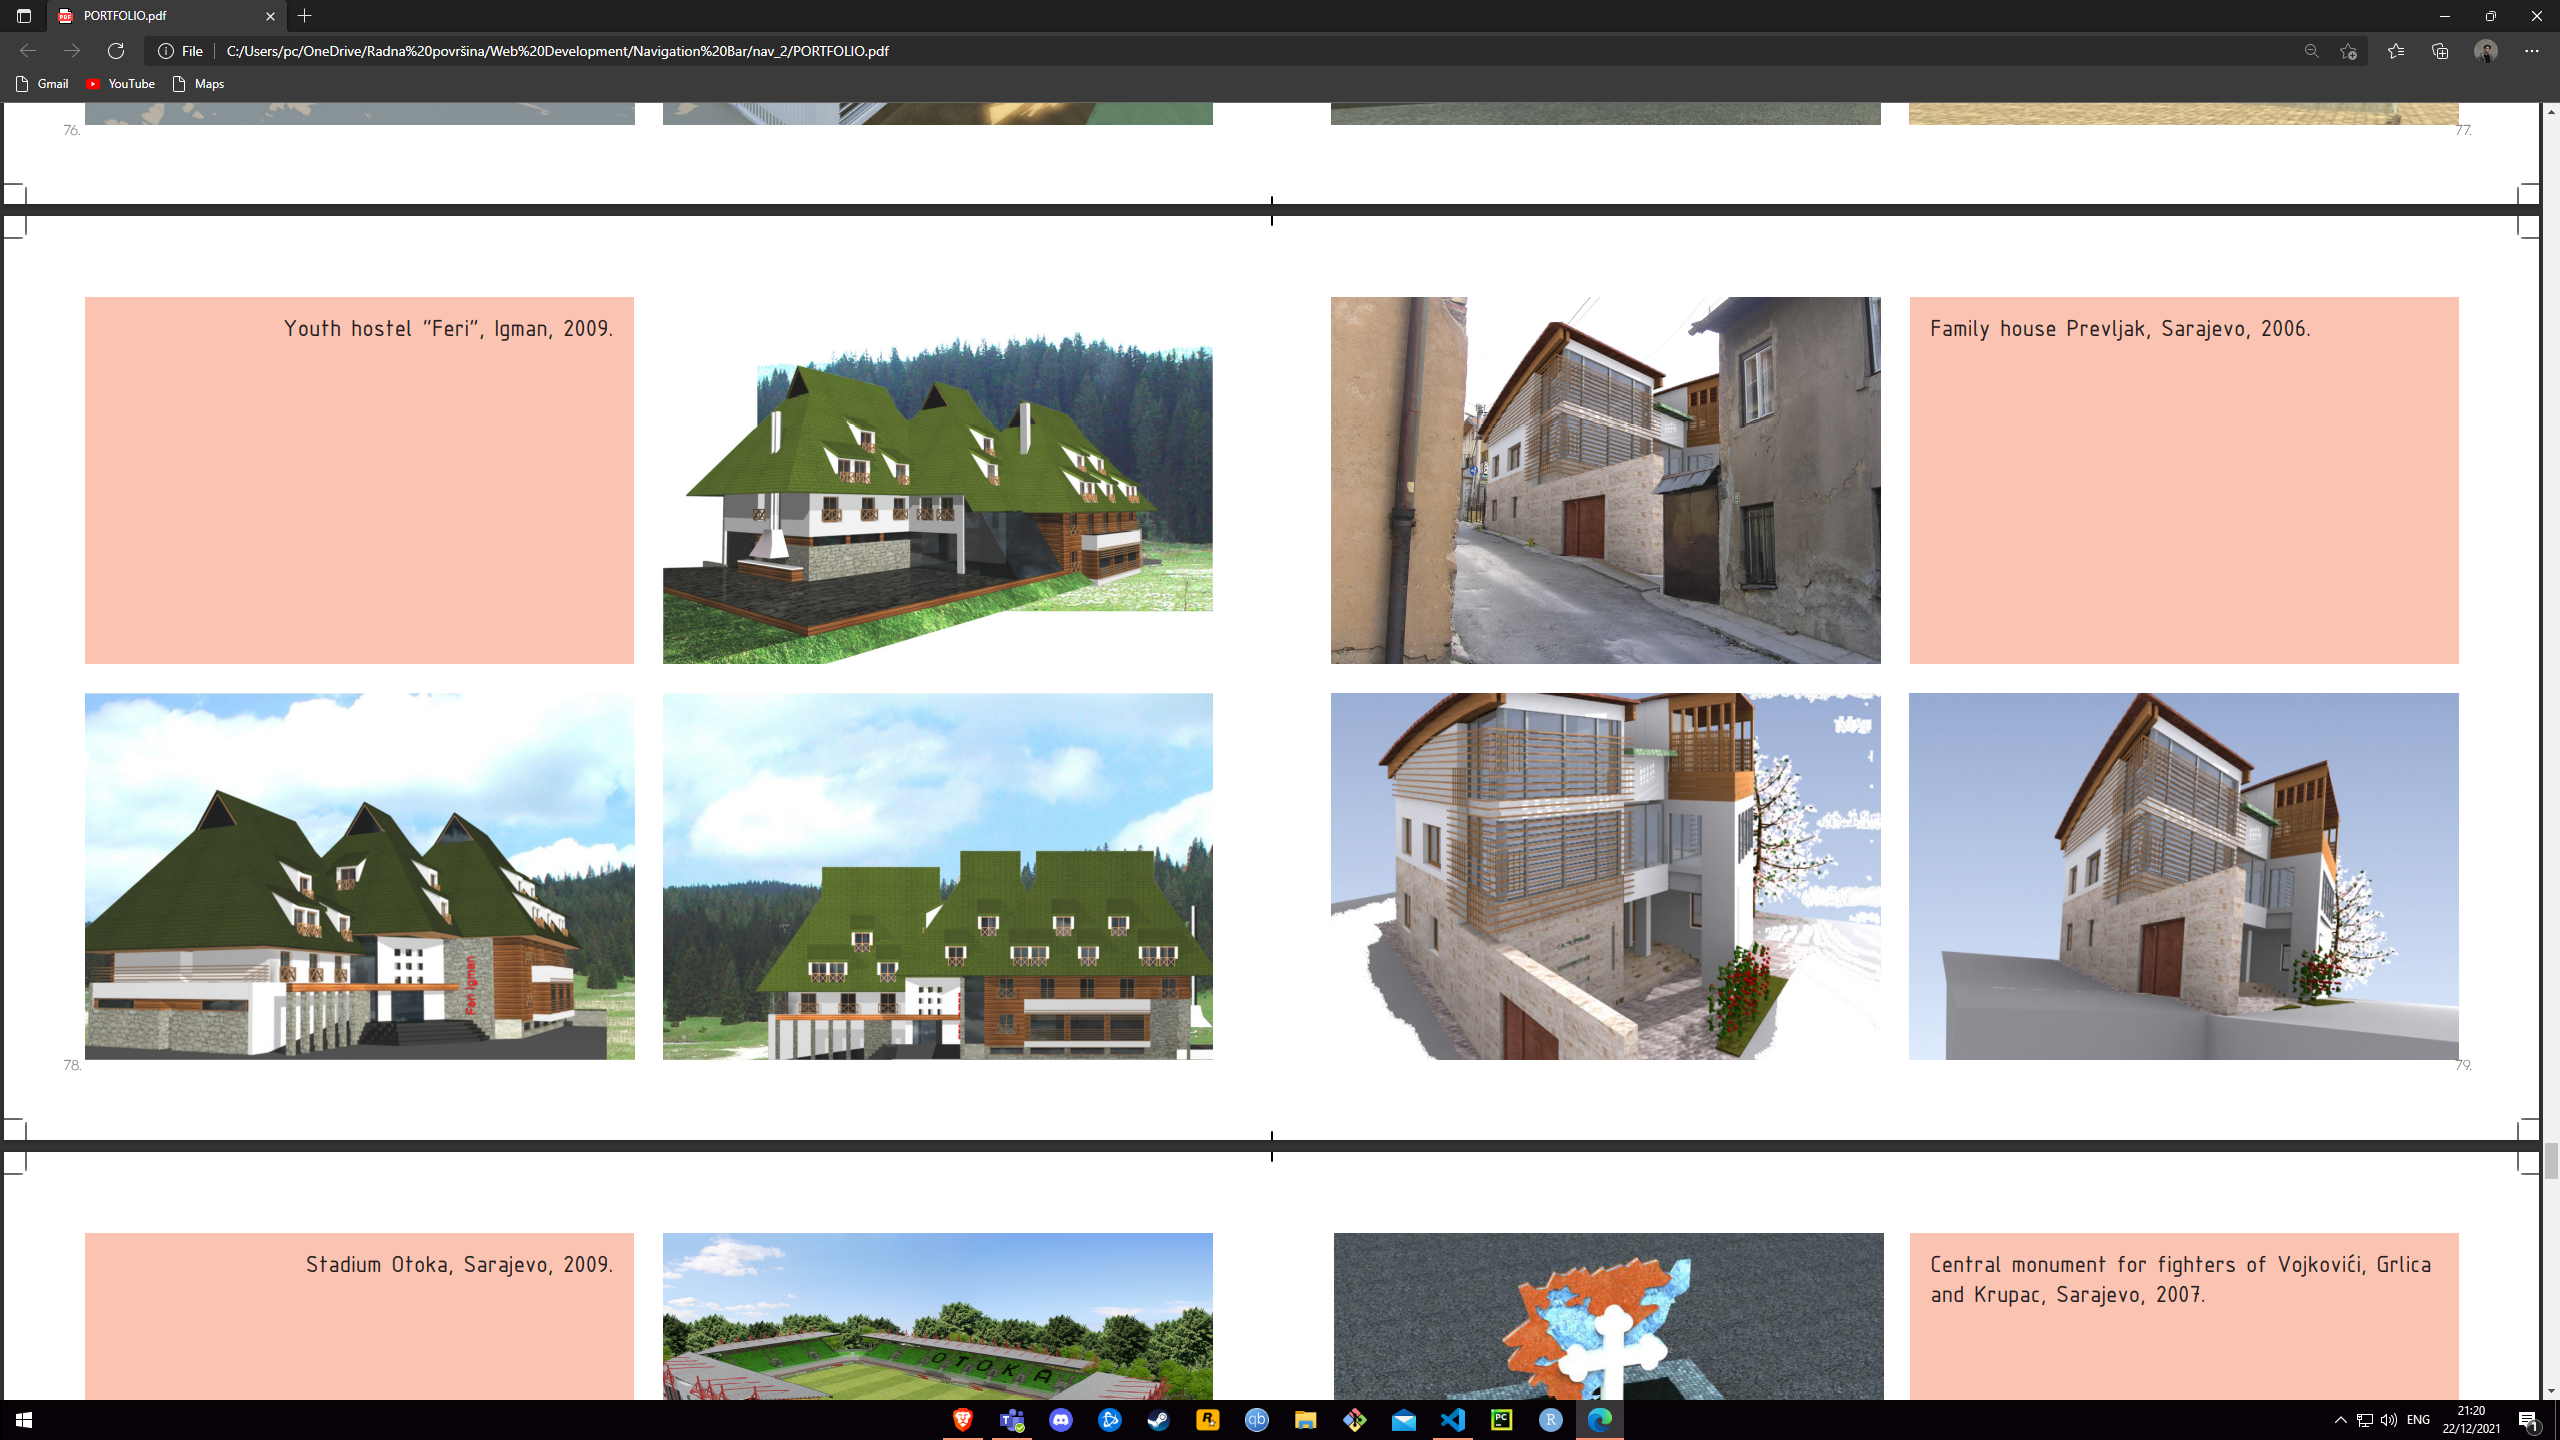 PORTFOLIO.pdf
File
C:/Users/pc/OneDrive/Radna%20površina/Web%20Development/Navigation%20Bar/nav_2/PORTFOLIO.pdf
Gmail
YouTube
Maps
76.
77.
Youth hostel "Feri", Igman, 2009.
Family house Prevljak, Sarajevo, 2006.
Feri Igman
78.
79.
Stadium Otoka, Sarajevo, 2009.
OTOKA
Central monument for fighters of Vojkovići, Grlica
and Krupac, Sarajevo, 2007.
ENG
21:20
22/12/2021
1